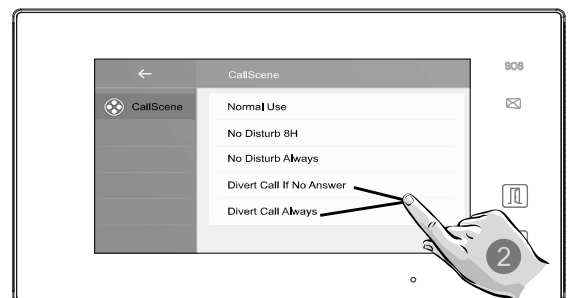 SOS
← CallScene
CallScene
Normal Use
No Disturb 8H
No Disturb Always
Divert Call If No Answer
Divert Call Always
2